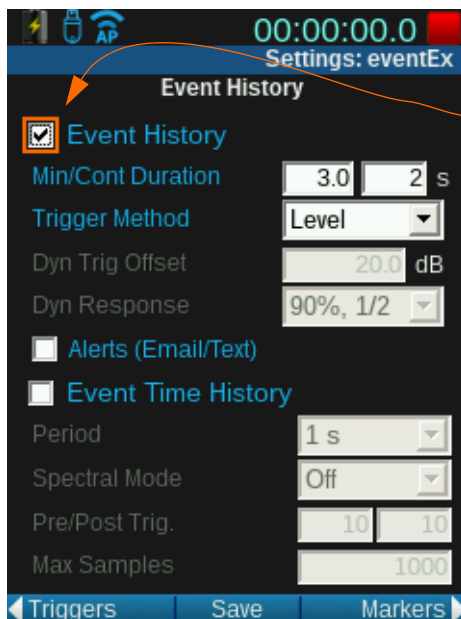 AP 00:00:00.0
Settings: eventEx
Event History
Event History
Min/Cont Duration 3.0 2 s
Trigger Method Level
Dyn Trig Offset 20.0 dB
Dyn Response 90%, 1/2
Alerts (Email/Text)
Event Time History
Period 1 s
Spectral Mode Off
Pre/Post Trig. 10 10
Max Samples 1000
Triggers Save Markers